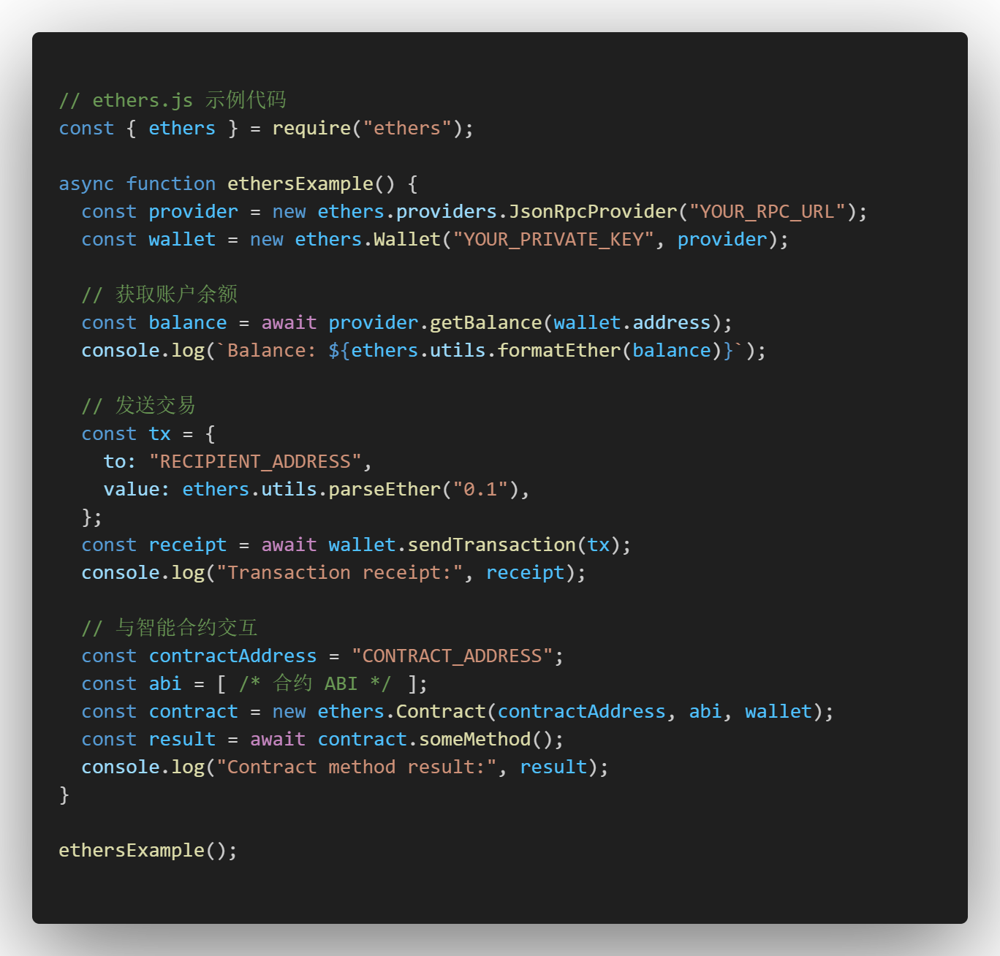 // ethers.js 示例代码
const { ethers } = require("ethers");
async function ethersExample() {
  const provider = new ethers.providers.JsonRpcProvider("YOUR_RPC_URL");
  const wallet = new ethers.Wallet("YOUR_PRIVATE_KEY", provider);
  // 获取账户余额
  const balance = await provider.getBalance(wallet.address);
  console.log(`Balance: ${ethers.utils.formatEther(balance)}`);
  // 发送交易
  const tx = {
    to: "RECIPIENT_ADDRESS",
    value: ethers.utils.parseEther("0.1"),
  };
  const receipt = await wallet.sendTransaction(tx);
  console.log("Transaction receipt:", receipt);
  // 与智能合约交互
  const contractAddress = "CONTRACT_ADDRESS";
  const abi = [ /* 合约 ABI */ ];
  const contract = new ethers.Contract(contractAddress, abi, wallet);
  const result = await contract.someMethod();
  console.log("Contract method result:", result);
}
ethersExample();